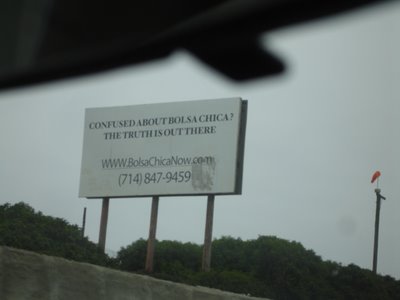 CONFUSED ABOUT BOLSA CHICA?
THE TRUTH IS OUT THERE
WWW.BolsaChicaNow.com
(714) 847-9459